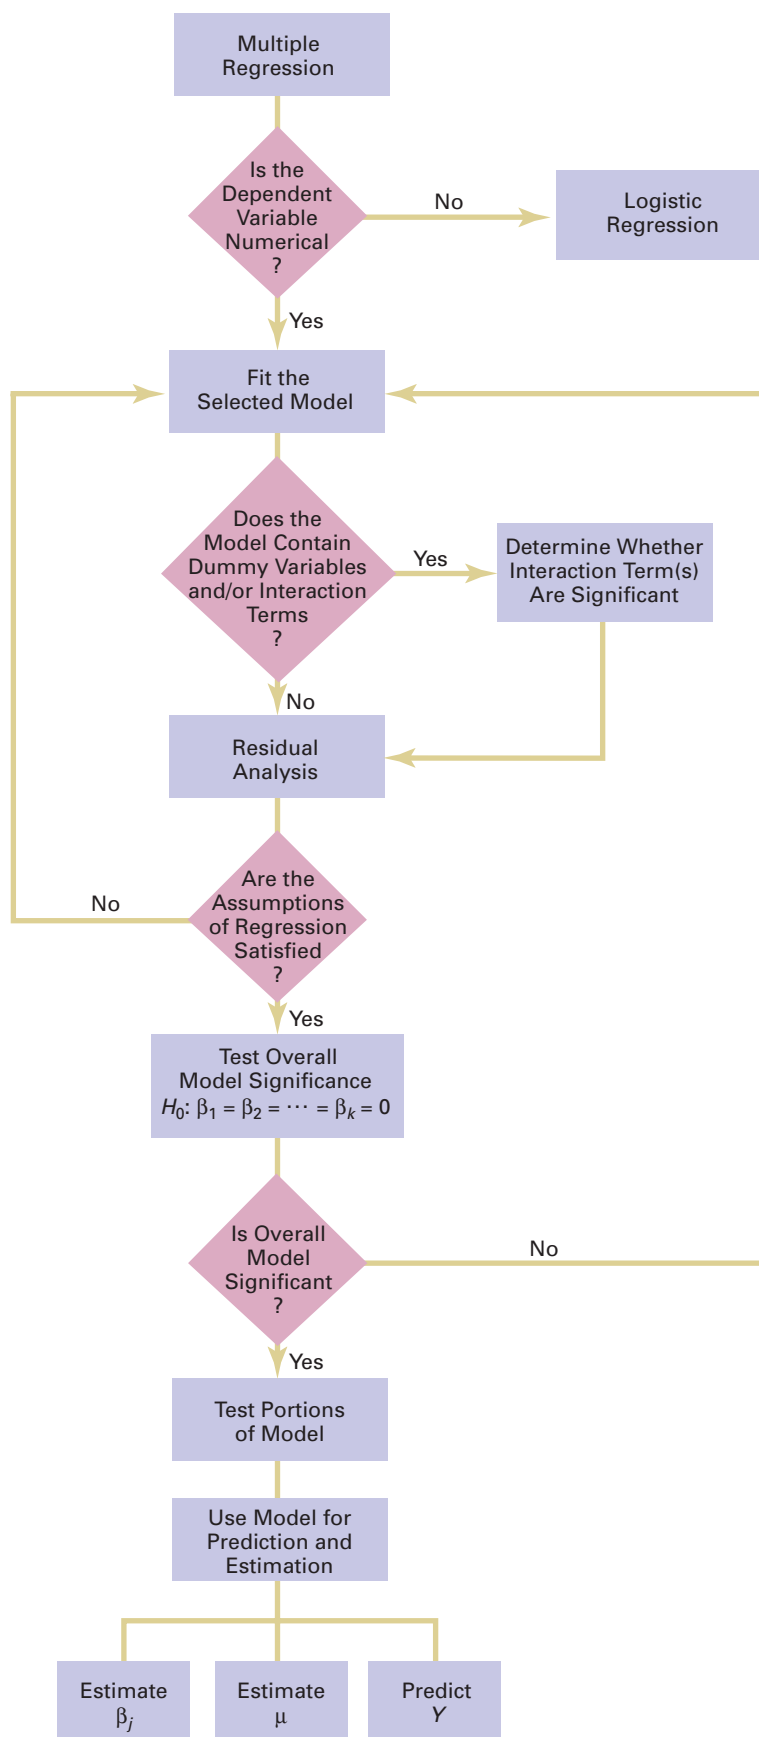 Multiple
Regression
Is the
Dependent
Variable
Numerical
?
No
Logistic
Regression
Yes
Fit the
Selected Model
Does the
Model Contain
Dummy Variables
and/or Interaction
Terms
?
Yes
Determine Whether
Interaction Term(s)
Are Significant
No
Residual
Analysis
Are the
Assumptions
of Regression
Satisfied
?
No
Yes
Test Overall
Model Significance
H₀: β₁ = β₂ = ··· = βₖ = 0
Is Overall
Model
Significant
?
No
Yes
Test Portions
of Model
Use Model for
Prediction and
Estimation
Estimate
βⱼ
Estimate
μ
Predict
Y